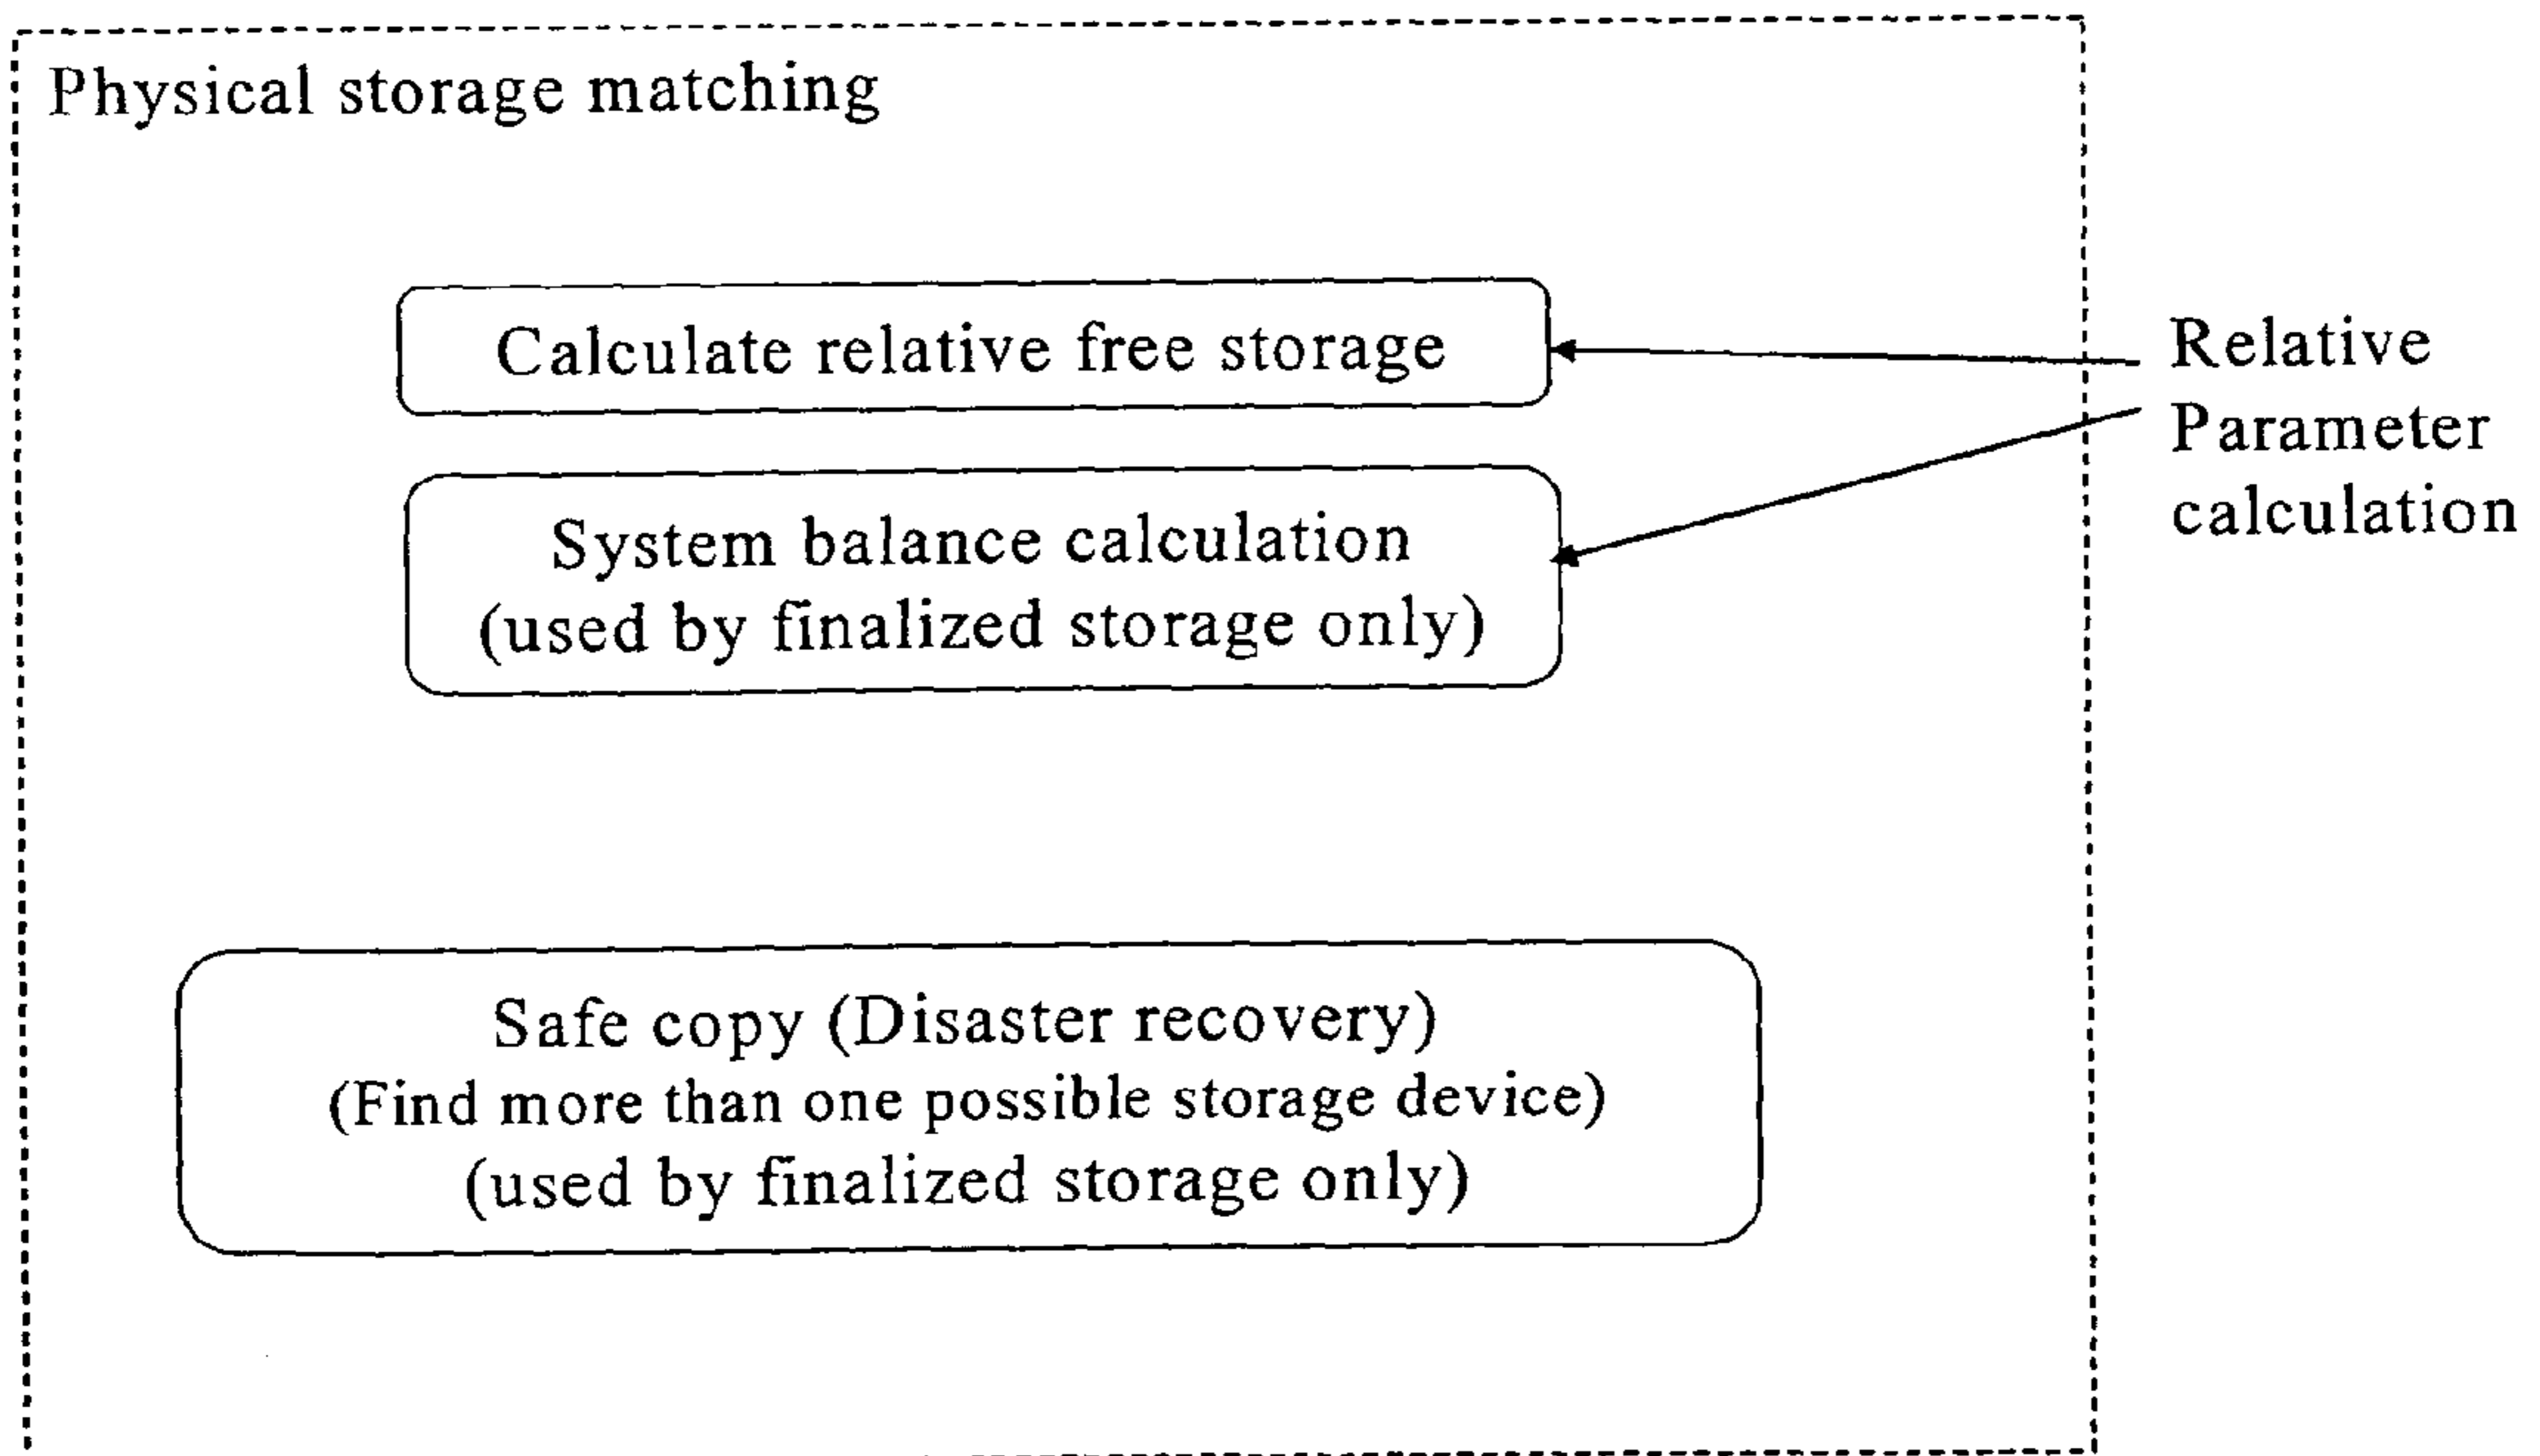 Physical storage matching
Calculate relative free storage
System balance calculation
(used by finalized storage only)
Relative
Parameter
calculation
Safe copy (Disaster recovery)
(Find more than one possible storage device)
(used by finalized storage only)